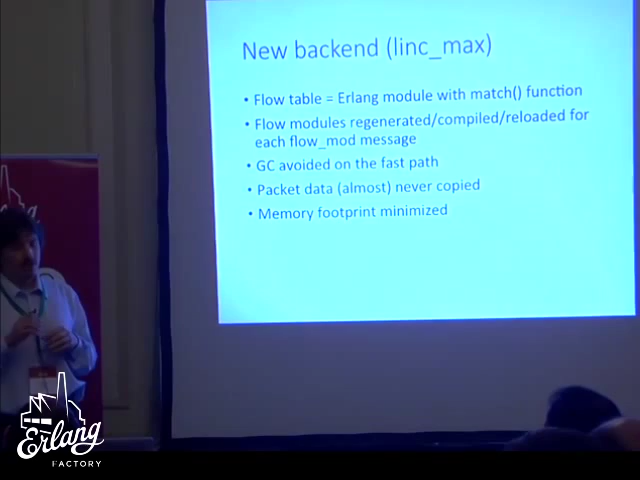 New backend (linc_max)
• Flow table = Erlang module with match() function
• Flow modules regenerated/compiled/reloaded for
each flow_mod message
• GC avoided on the fast path
• Packet data (almost) never copied
• Memory footprint minimized
Erlang
FACTORY